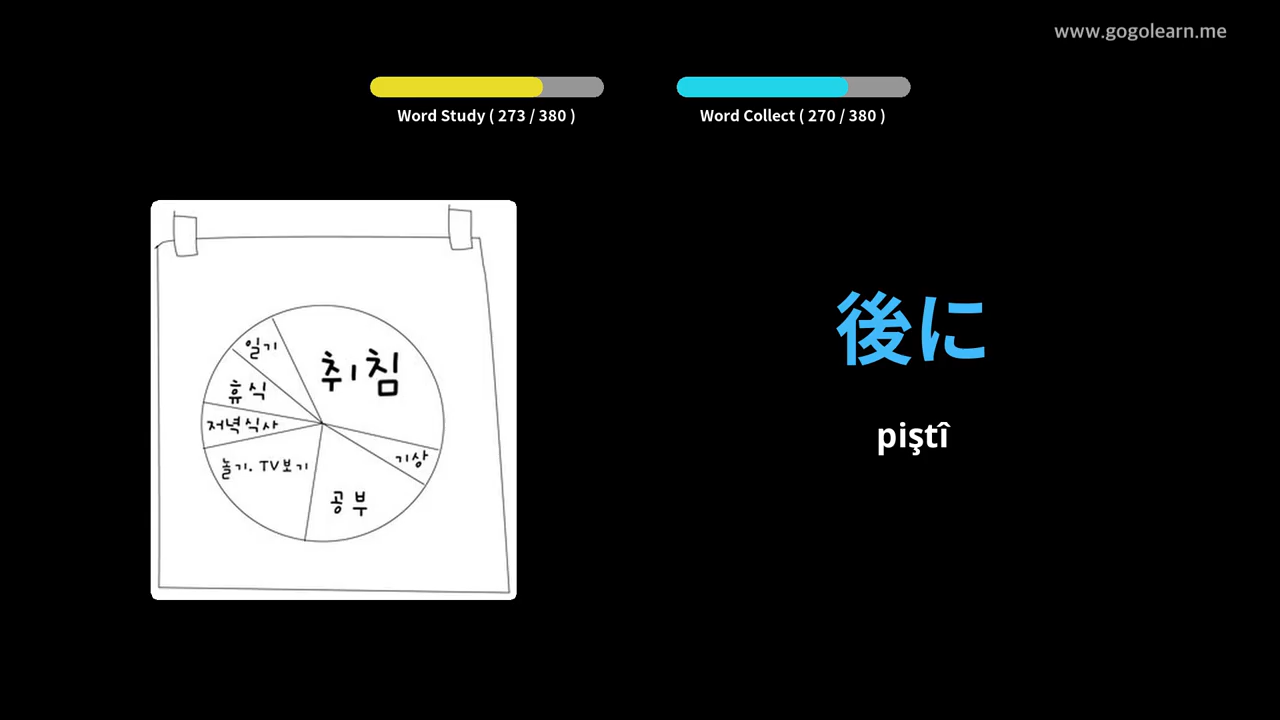 www.gogolearn.me
Word Study ( 273 / 380 )
Word Collect ( 270 / 380 )
일기
취침
휴식
저녁식사
기상
놀기. TV보기
공부
後に
piştî